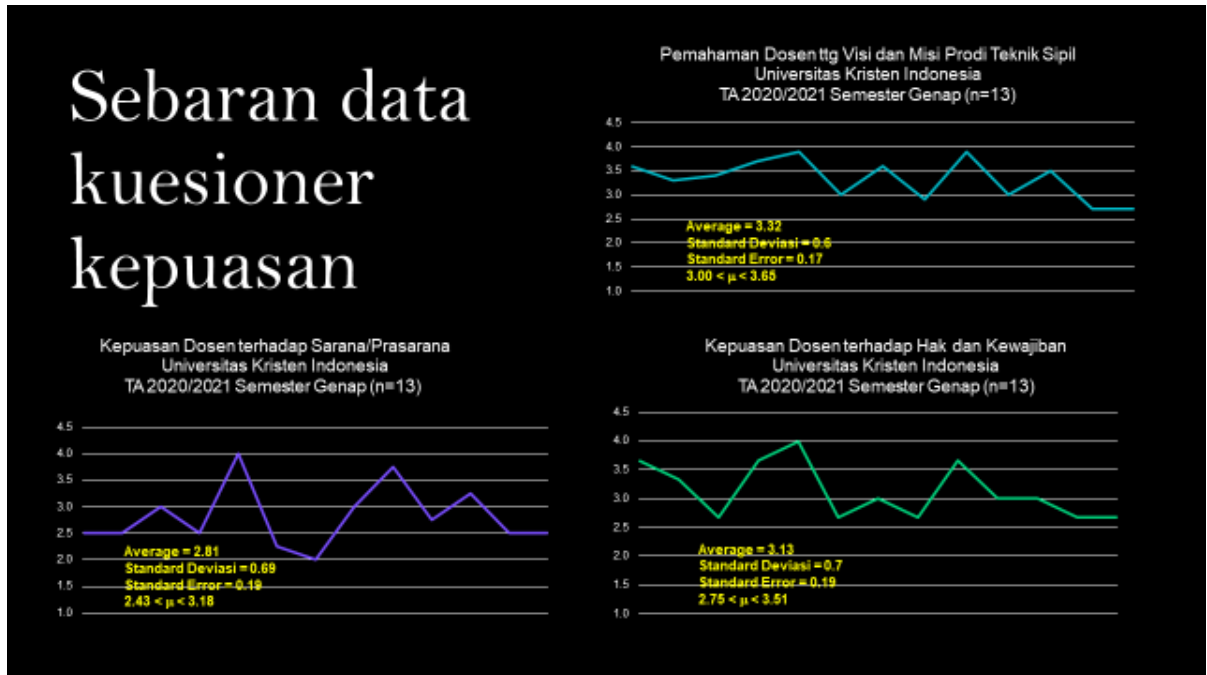 Sebaran data
kuesioner
kepuasan
Pemahaman Dosen ttg Visi dan Misi Prodi Teknik Sipil
Universitas Kristen Indonesia
TA 2020/2021 Semester Genap (n=13)
4.5
4.0
3.5
3.0
2.5
2.0
1.5
1.0
Average = 3.32
Standard Deviasi = 0.6
Standard Error = 0.17
3.00 < μ < 3.65
Kepuasan Dosen terhadap Sarana/Prasarana
Universitas Kristen Indonesia
TA 2020/2021 Semester Genap (n=13)
4.5
4.0
3.5
3.0
2.5
2.0
1.5
1.0
Average = 2.81
Standard Deviasi = 0.69
Standard Error = 0.19
2.43 < μ < 3.18
Kepuasan Dosen terhadap Hak dan Kewajiban
Universitas Kristen Indonesia
TA 2020/2021 Semester Genap (n=13)
4.5
4.0
3.5
3.0
2.5
2.0
1.5
1.0
Average = 3.13
Standard Deviasi = 0.7
Standard Error = 0.19
2.75 < μ < 3.51